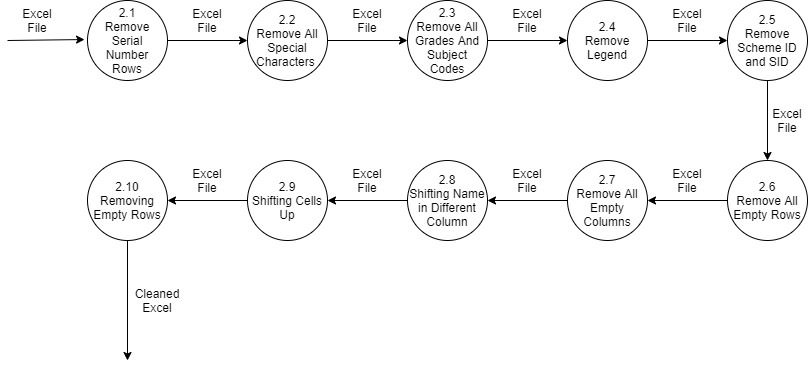 Excel
File
2.1
Remove
Serial
Number
Rows
Excel
File
2.2
Remove All
Special
Characters
Excel
File
2.3
Remove All
Grades And
Subject
Codes
Excel
File
2.4
Remove
Legend
Excel
File
2.5
Remove
Scheme ID
and SID
Excel
File
2.6
Remove All
Empty Rows
Excel
File
2.7
Remove All
Empty
Columns
Excel
File
2.8
Shifting Name
in Different
Column
Excel
File
2.9
Shifting Cells
Up
Excel
File
2.10
Removing
Empty Rows
Cleaned
Excel